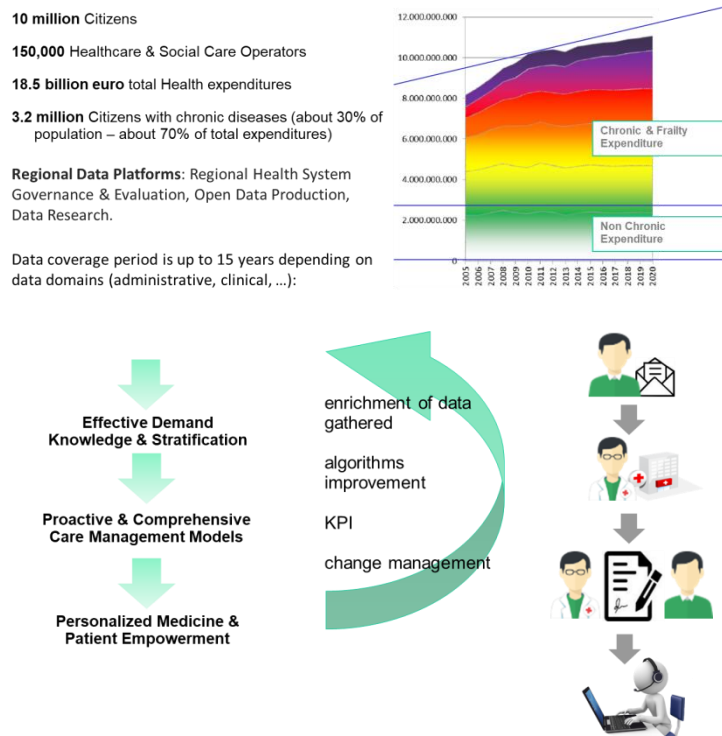 10 million Citizens
150,000 Healthcare & Social Care Operators
18.5 billion euro total Health expenditures
3.2 million Citizens with chronic diseases (about 30% of
population – about 70% of total expenditures)
Regional Data Platforms: Regional Health System
Governance & Evaluation, Open Data Production,
Data Research.
Data coverage period is up to 15 years depending on
data domains (administrative, clinical, ...):
12.000.000.000
10.000.000.000
8.000.000.000
6.000.000.000
4.000.000.000
2.000.000.000
0
Chronic & Frailty
Expenditure
Non Chronic
Expenditure
2005
2006
2007
2008
2009
2010
2011
2012
2013
2014
2015
2016
2017
2018
2019
2020
Effective Demand
Knowledge & Stratification
Proactive & Comprehensive
Care Management Models
Personalized Medicine &
Patient Empowerment
enrichment of data
gathered
algorithms
improvement
KPI
change management